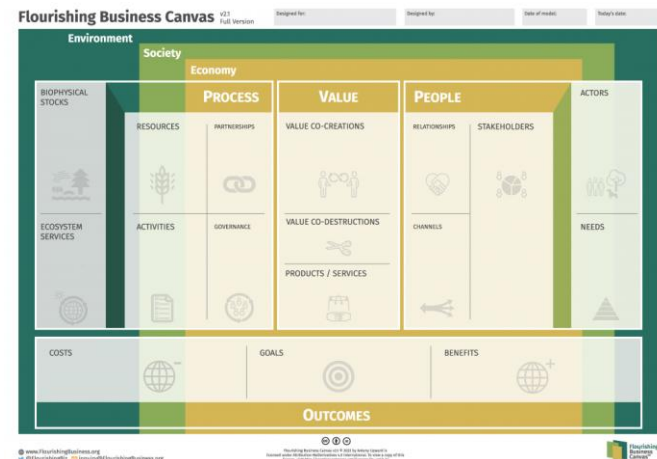 Flourishing Business Canvas v2.1 Full Version
Designed for:
Designed by:
Date of model:
Today's date:
Environment
Society
Economy
BIOPHYSICAL
STOCKS
PROCESS
VALUE
PEOPLE
ACTORS
RESOURCES
PARTNERSHIPS
VALUE CO-CREATIONS
RELATIONSHIPS
STAKEHOLDERS
ECOSYSTEM
SERVICES
ACTIVITIES
GOVERNANCE
VALUE CO-DESTRUCTIONS
CHANNELS
NEEDS
PRODUCTS / SERVICES
COSTS
GOALS
BENEFITS
OUTCOMES
www.FlourishingBusiness.org
Flourishing
Business
Canvas